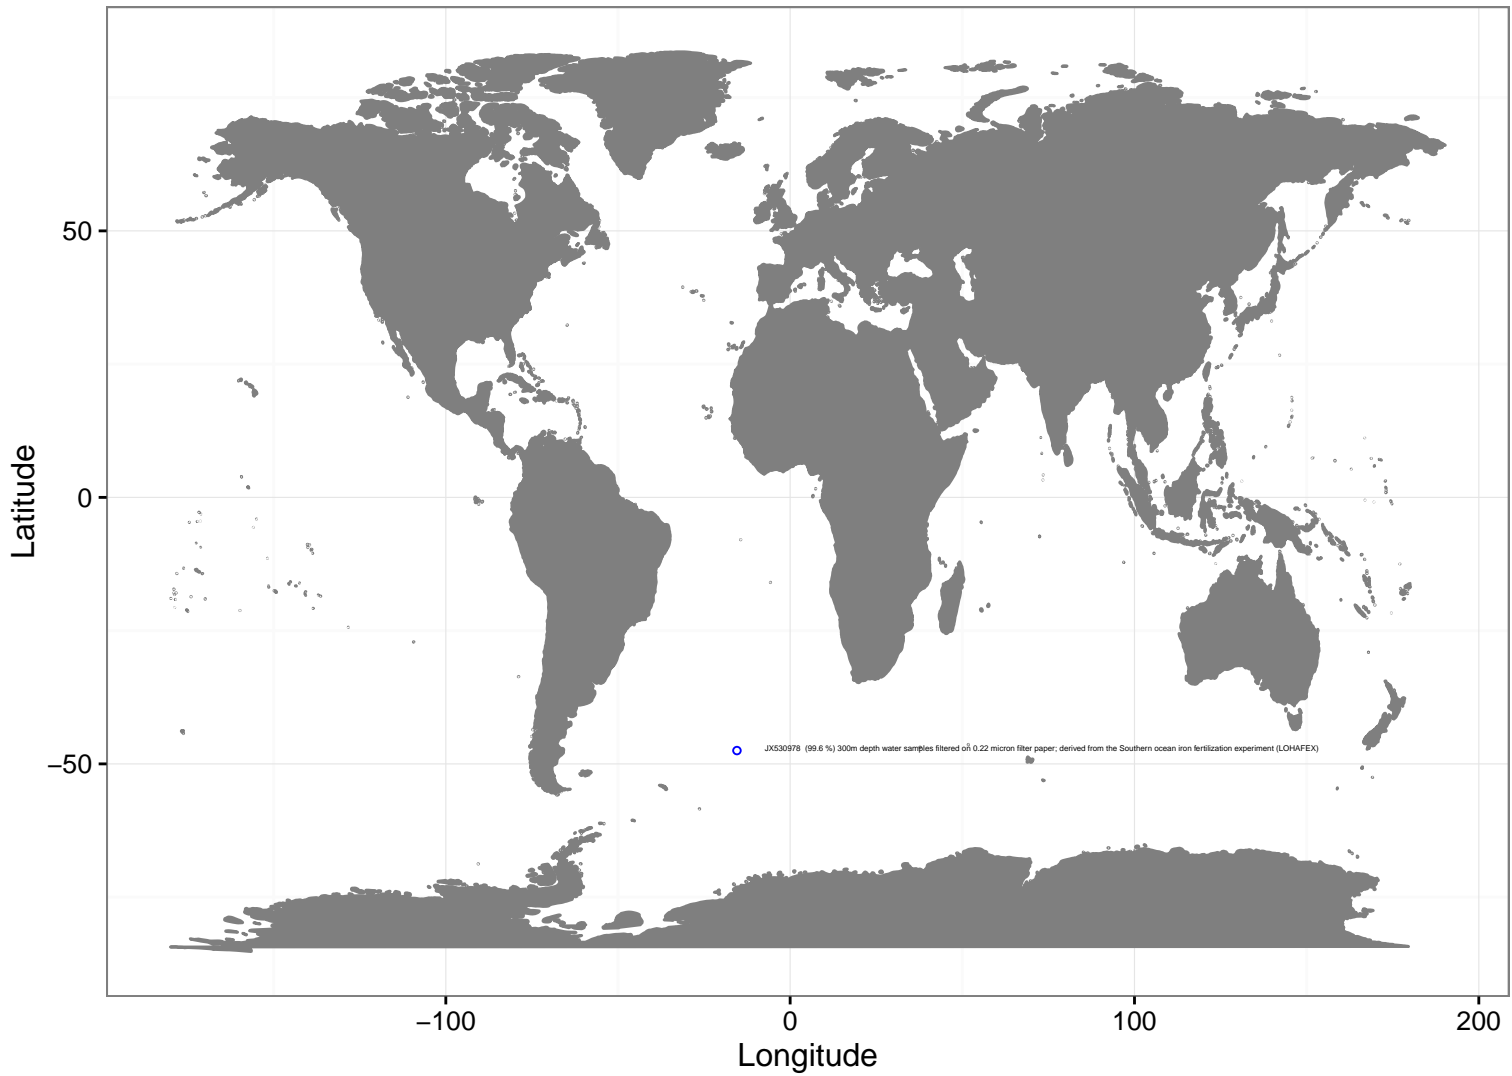 50
0
−50
Latitude
JX530978 (99.6 %) 300m depth water samples filtered on 0.22 micron filter paper; derived from the Southern ocean iron fertilization experiment (LOHAFEX)
−100 0 100 200
Longitude